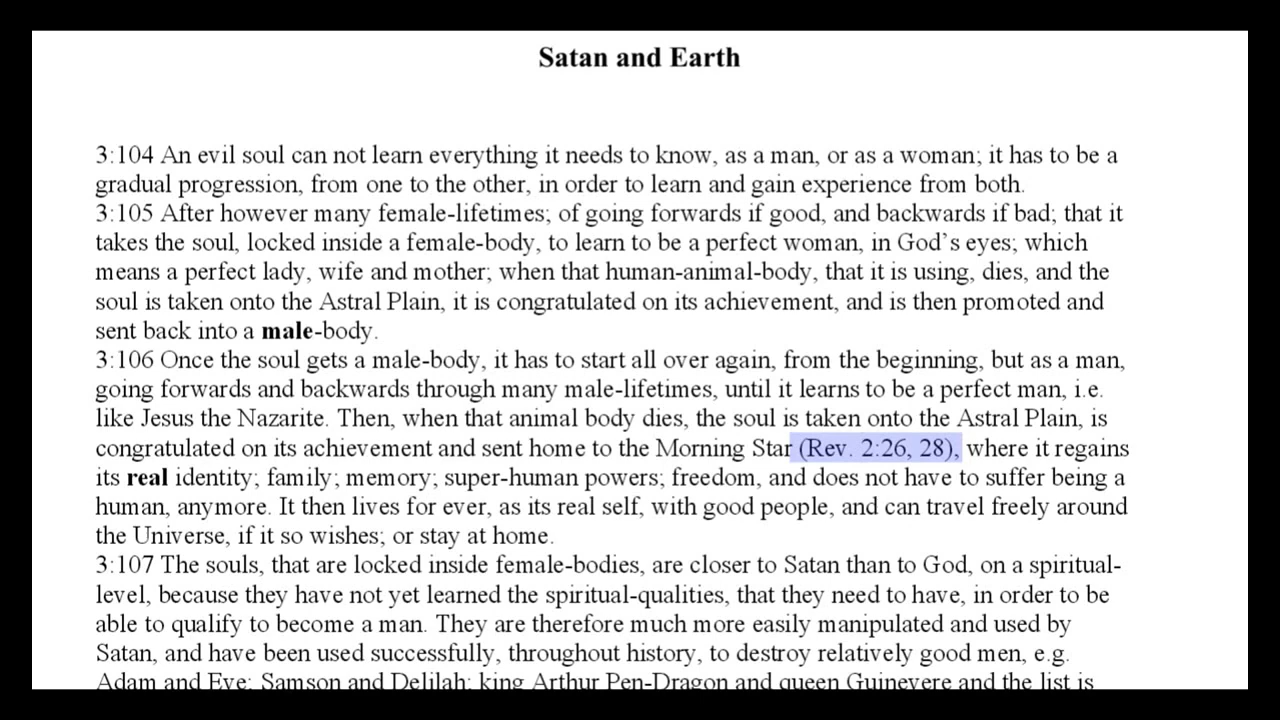 Satan and Earth
3:104 An evil soul can not learn everything it needs to know, as a man, or as a woman; it has to be a
gradual progression, from one to the other, in order to learn and gain experience from both.
3:105 After however many female-lifetimes; of going forwards if good, and backwards if bad; that it
takes the soul, locked inside a female-body, to learn to be a perfect woman, in God’s eyes; which
means a perfect lady, wife and mother; when that human-animal-body, that it is using, dies, and the
soul is taken onto the Astral Plain, it is congratulated on its achievement, and is then promoted and
sent back into a male-body.
3:106 Once the soul gets a male-body, it has to start all over again, from the beginning, but as a man,
going forwards and backwards through many male-lifetimes, until it learns to be a perfect man, i.e.
like Jesus the Nazarite. Then, when that animal body dies, the soul is taken onto the Astral Plain, is
congratulated on its achievement and sent home to the Morning Star (Rev. 2:26, 28), where it regains
its real identity; family; memory; super-human powers; freedom, and does not have to suffer being a
human, anymore. It then lives for ever, as its real self, with good people, and can travel freely around
the Universe, if it so wishes; or stay at home.
3:107 The souls, that are locked inside female-bodies, are closer to Satan than to God, on a spiritual-
level, because they have not yet learned the spiritual-qualities, that they need to have, in order to be
able to qualify to become a man. They are therefore much more easily manipulated and used by
Satan, and have been used successfully, throughout history, to destroy relatively good men, e.g.
Adam and Eve; Samson and Delilah; king Arthur Pen-Dragon and queen Guinevere and the list is